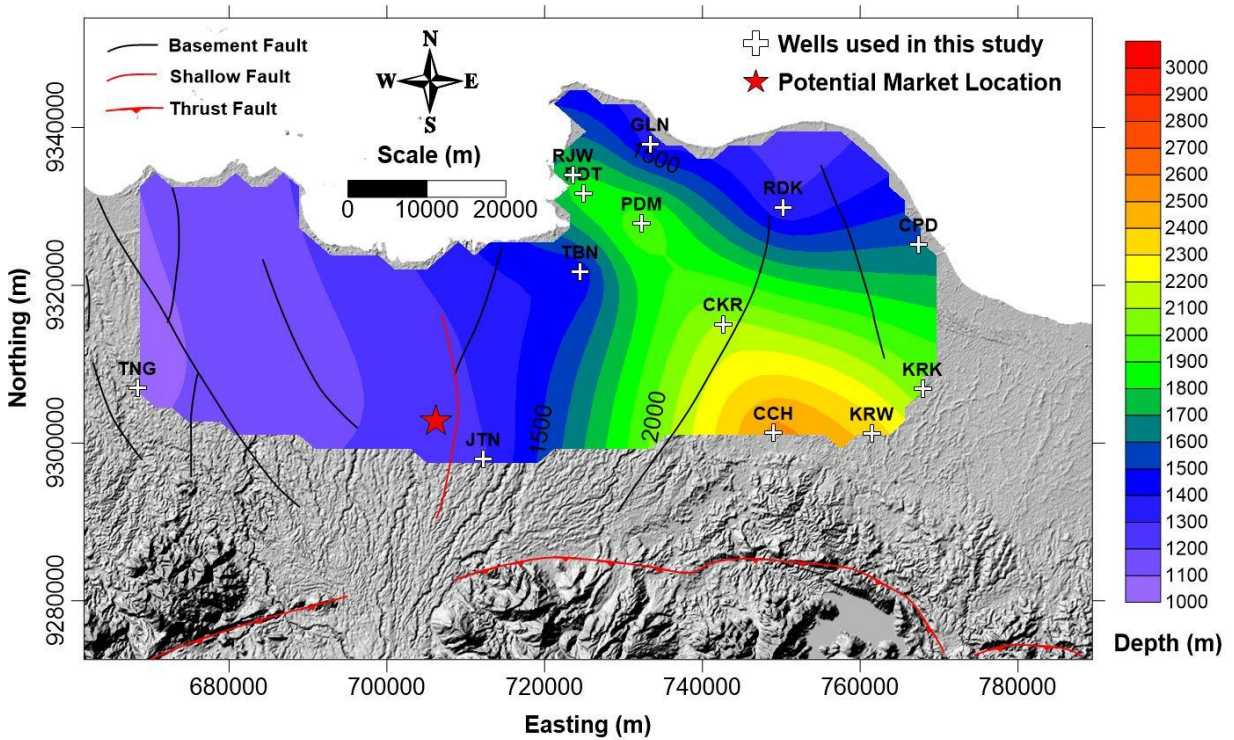 Basement Fault
Shallow Fault
Thrust Fault
N
W E
S
Scale (m)
0 10000 20000
Wells used in this study
Potential Market Location
GLN
1500
RJW
DT
PDM
RDK
TBN
CPD
CKR
TNG
KRK
CCH
KRW
JTN
1500
2000
9340000
9320000
9300000
9280000
Northing (m)
680000 700000 720000 740000 760000 780000
Easting (m)
3000
2900
2800
2700
2600
2500
2400
2300
2200
2100
2000
1900
1800
1700
1600
1500
1400
1300
1200
1100
1000
Depth (m)